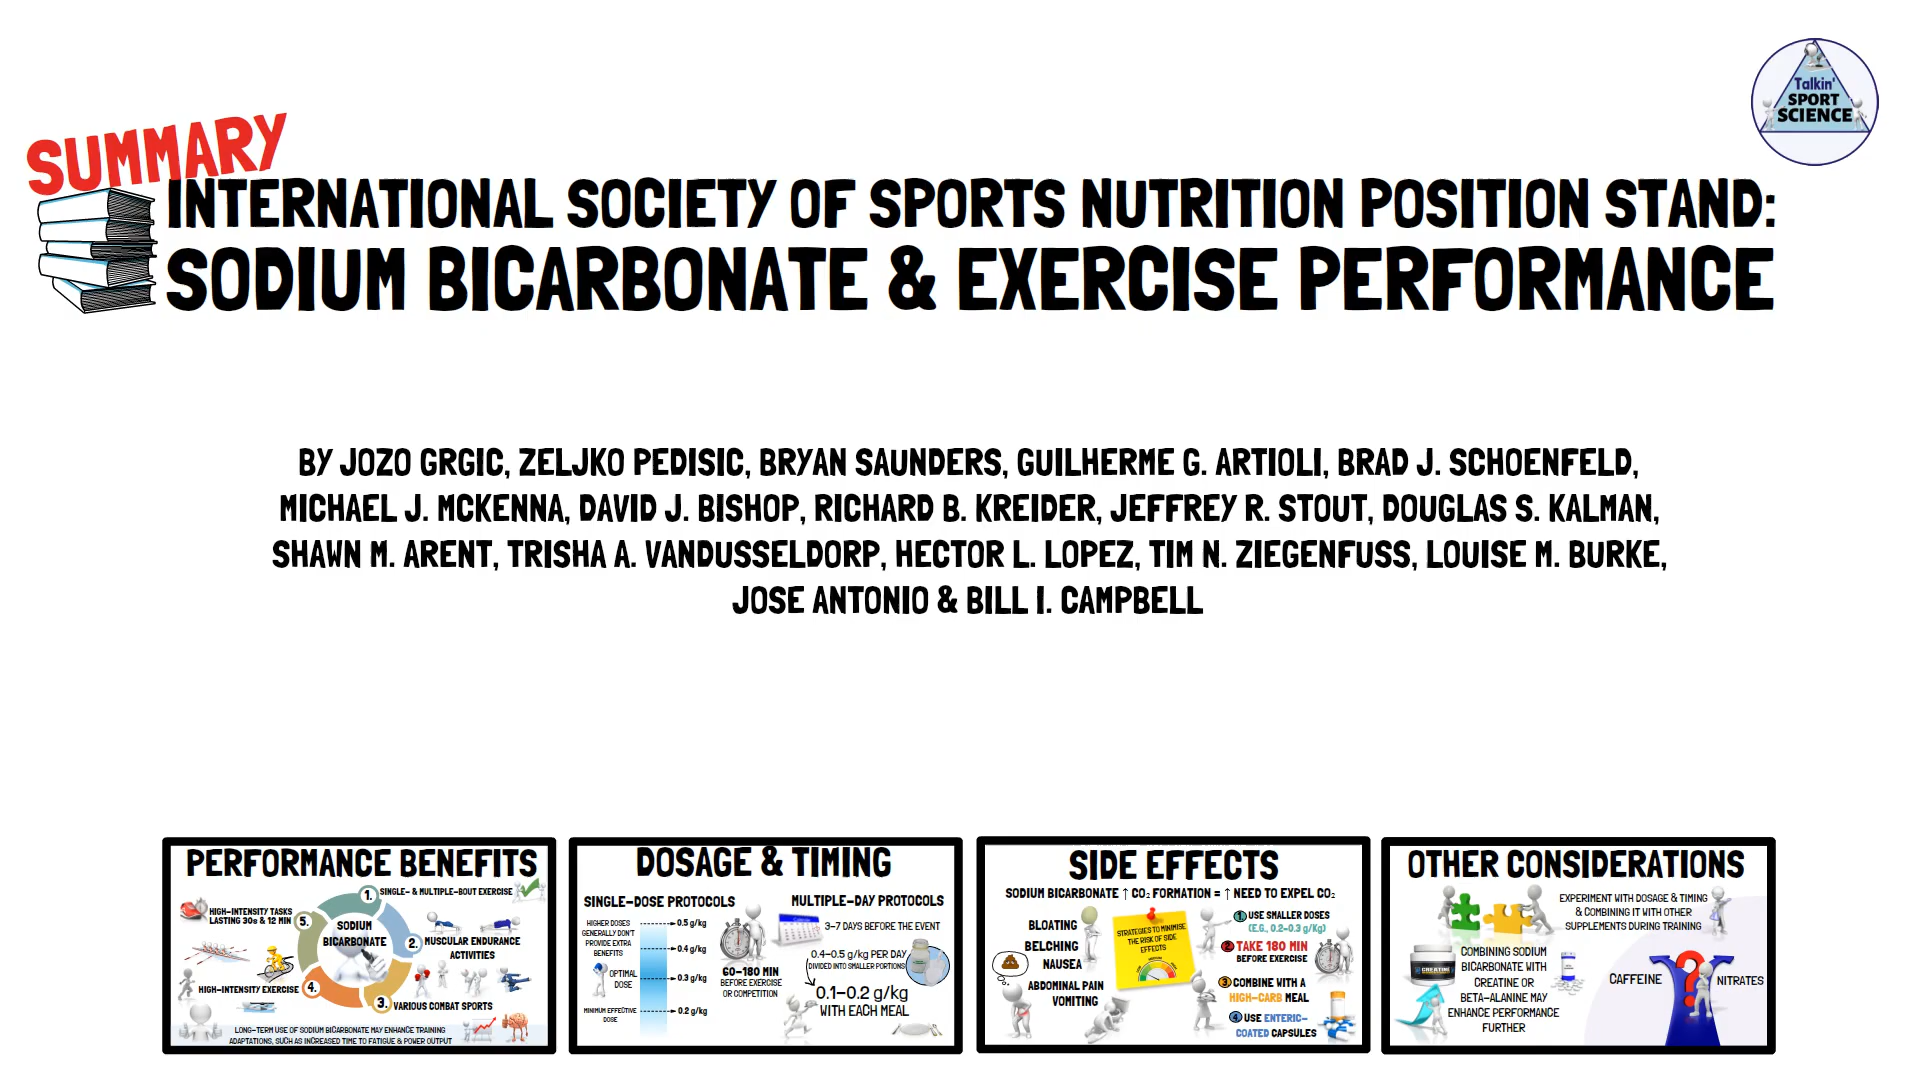 Talkin'
SPORT
SCIENCE
SUMMARY
INTERNATIONAL SOCIETY OF SPORTS NUTRITION POSITION STAND:
SODIUM BICARBONATE & EXERCISE PERFORMANCE
BY JOZO GRGIC, ZELJKO PEDISIC, BRYAN SAUNDERS, GUILHERME G. ARTIOLI, BRAD J. SCHOENFELD,
MICHAEL J. MCKENNA, DAVID J. BISHOP, RICHARD B. KREIDER, JEFFREY R. STOUT, DOUGLAS S. KALMAN,
SHAWN M. ARENT, TRISHA A. VANDUSSELDORP, HECTOR L. LOPEZ, TIM N. ZIEGENFUSS, LOUISE M. BURKE,
JOSE ANTONIO & BILL I. CAMPBELL
PERFORMANCE BENEFITS
1. SINGLE- & MULTIPLE-BOUT EXERCISE
SODIUM
BICARBONATE
2. MUSCULAR ENDURANCE
ACTIVITIES
3. VARIOUS COMBAT SPORTS
HIGH-INTENSITY EXERCISE 4.
HIGH-INTENSITY TASKS
LASTING 30s & 12 MIN 5.
LONG-TERM USE OF SODIUM BICARBONATE MAY ENHANCE TRAINING
ADAPTATIONS, SUCH AS INCREASED TIME TO FATIGUE & POWER OUTPUT
DOSAGE & TIMING
SINGLE-DOSE PROTOCOLS
HIGHER DOSES
GENERALLY DON'T
PROVIDE EXTRA
BENEFITS
OPTIMAL
DOSE
MINIMUM EFFECTIVE
DOSE
0.5 g/kg
0.4 g/kg
0.3 g/kg
0.2 g/kg
60-180 MIN
BEFORE EXERCISE
OR COMPETITION
MULTIPLE-DAY PROTOCOLS
3-7 DAYS BEFORE THE EVENT
0.4-0.5 g/kg PER DAY
DIVIDED INTO SMALLER PORTIONS
0.1-0.2 g/kg
WITH EACH MEAL
SIDE EFFECTS
SODIUM BICARBONATE ↑ CO₂ FORMATION = ↑ NEED TO EXPEL CO₂
BLOATING
BELCHING
NAUSEA
ABDOMINAL PAIN
VOMITING
STRATEGIES TO MINIMISE
THE RISK OF SIDE
EFFECTS
1 USE SMALLER DOSES
(E.G., 0.2-0.3 g/Kg)
2 TAKE 180 MIN
BEFORE EXERCISE
3 COMBINE WITH A
HIGH-CARB MEAL
4 USE ENTERIC-
COATED CAPSULES
OTHER CONSIDERATIONS
EXPERIMENT WITH DOSAGE & TIMING
& COMBINING IT WITH OTHER
SUPPLEMENTS DURING TRAINING
CREATINE
COMBINING SODIUM
BICARBONATE WITH
CREATINE OR
BETA-ALANINE MAY
ENHANCE PERFORMANCE
FURTHER
CAFFEINE
?
NITRATES